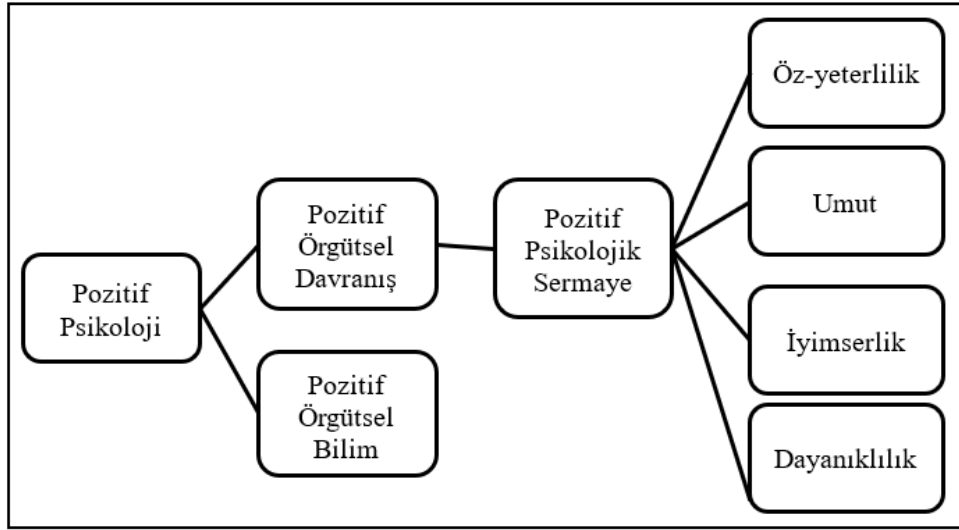 Pozitif
Psikoloji
Pozitif
Örgütsel
Davranış
Pozitif
Örgütsel
Bilim
Pozitif
Psikolojik
Sermaye
Öz-yeterlilik
Umut
İyimserlik
Dayanıklılık